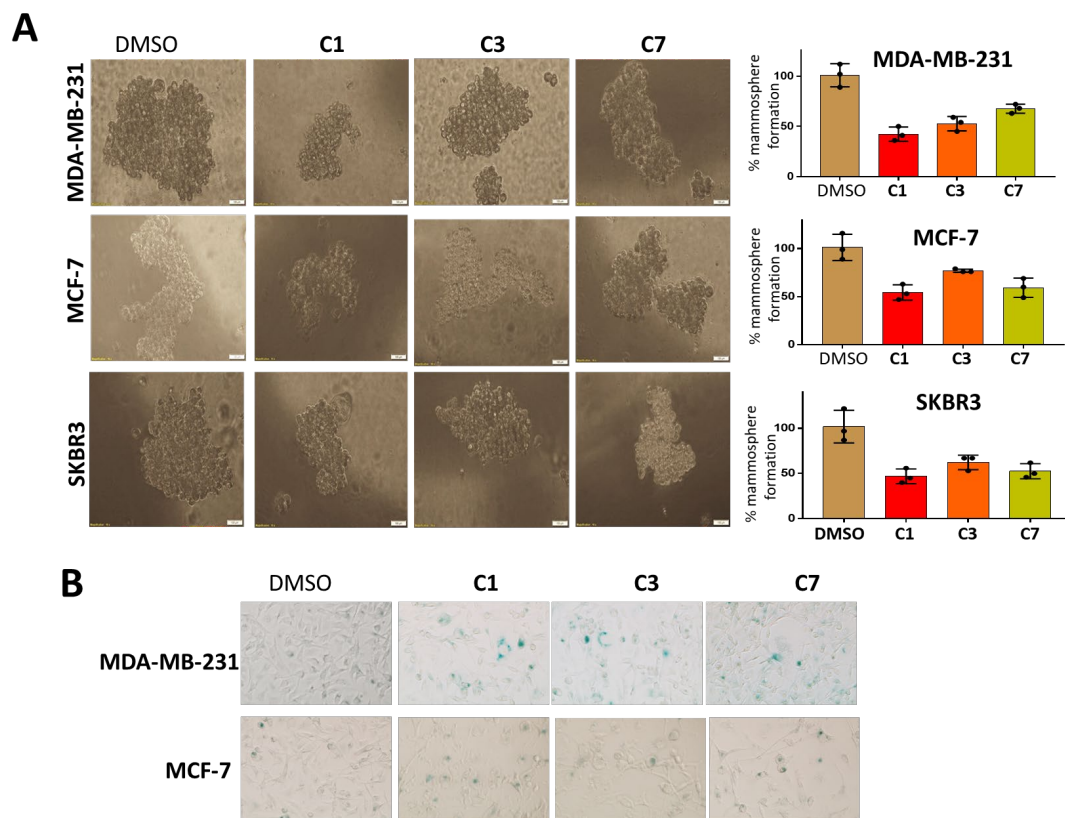 A
DMSO C1 C3 C7
MDA-MB-231
MCF-7
SKBR3
MDA-MB-231
% mammosphere
formation
100
50
0
DMSO C1 C3 C7
MCF-7
% mammosphere
formation
100
50
0
DMSO C1 C3 C7
SKBR3
% mammosphere
formation
100
50
0
DMSO C1 C3 C7
B
DMSO C1 C3 C7
MDA-MB-231
MCF-7